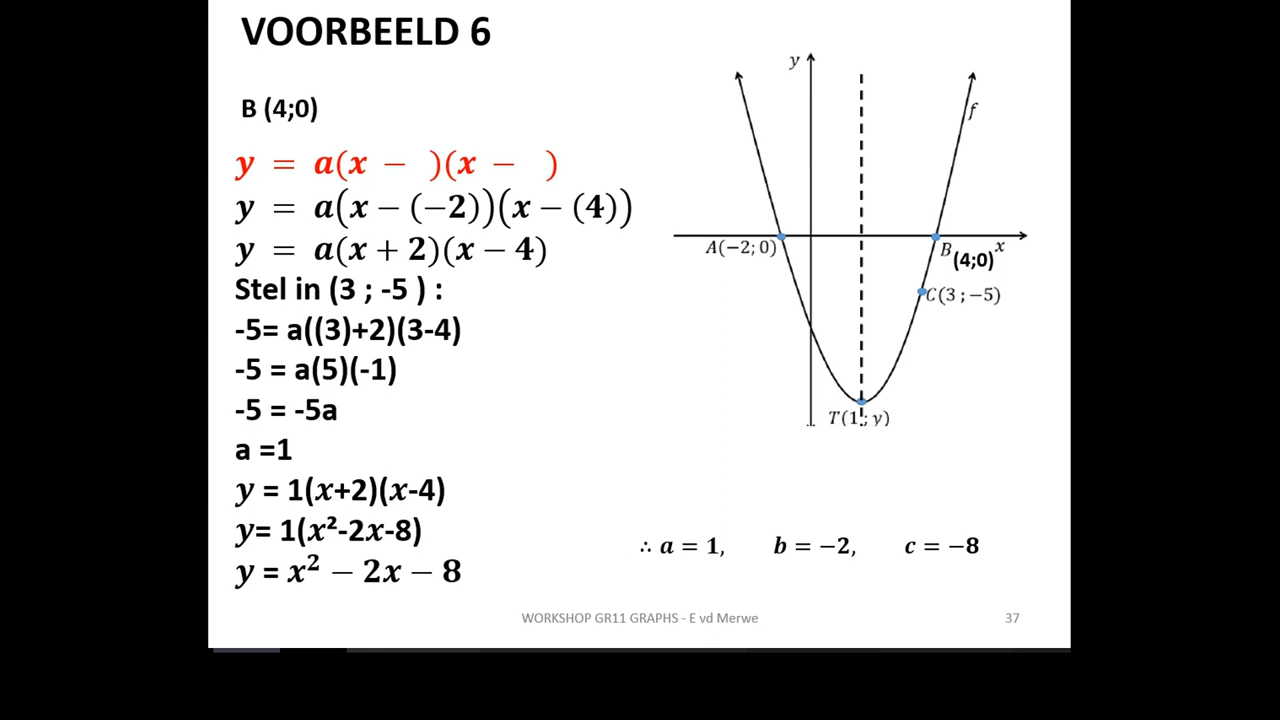 VOORBEELD 6
B (4;0)
y = a(x − )(x − )
y = a(x − (−2))(x − (4))
y = a(x + 2)(x − 4)
Stel in (3 ; -5 ) :
-5= a((3)+2)(3-4)
-5 = a(5)(-1)
-5 = -5a
a =1
y = 1(x+2)(x-4)
y= 1(x²-2x-8)
y = x² − 2x − 8
y
f
A(−2; 0)
B
(4;0)
x
C(3 ; −5)
T(1 ; y)
∴ a = 1, b = −2, c = −8
WORKSHOP GR11 GRAPHS - E vd Merwe
37